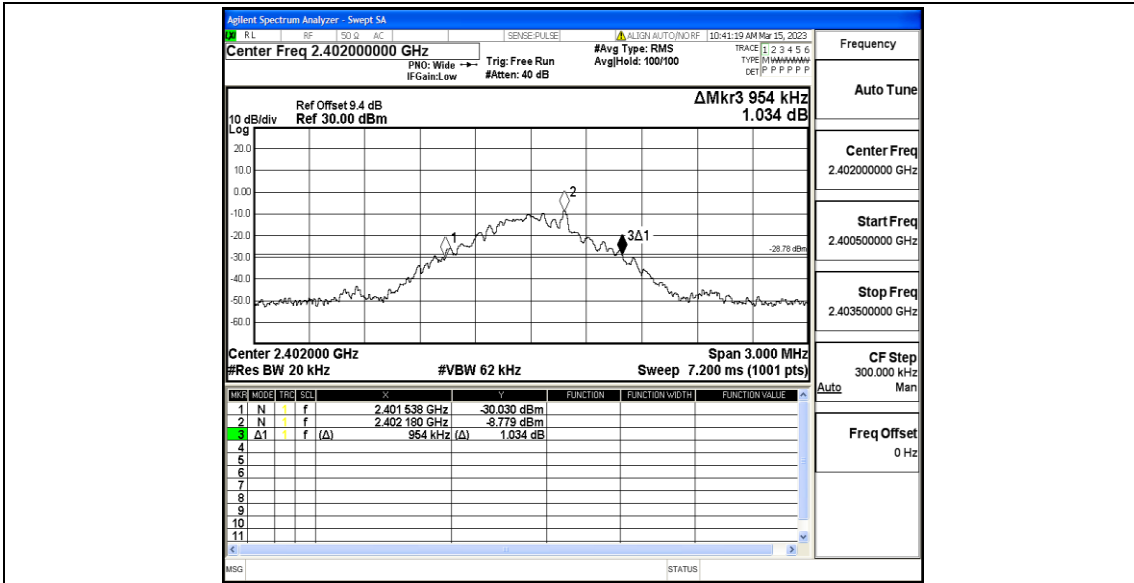 Agilent Spectrum Analyzer - Swept SA
RL RF 50 Ω AC SENSE:PULSE ALIGN AUTO/NO RF 10:41:19 AM Mar 15, 2023
Center Freq 2.402000000 GHz
PNO: Wide
IFGain:Low
Trig: Free Run
#Atten: 40 dB
#Avg Type: RMS
Avg|Hold: 100/100
TRACE 1 2 3 4 5 6
TYPE MWWWWW
DET P P P P P P
Frequency
ΔMkr3 954 kHz
1.034 dB
Ref Offset 9.4 dB
Ref 30.00 dBm
10 dB/div
Log
20.0
10.0
0.00
-10.0
-20.0
-30.0
-40.0
-50.0
-60.0
1
2
3Δ1
-28.78 dBm
Center 2.402000 GHz Span 3.000 MHz
#Res BW 20 kHz #VBW 62 kHz Sweep 7.200 ms (1001 pts)
MKR MODE TRC SCL X Y FUNCTION FUNCTION WIDTH FUNCTION VALUE
1 N 1 f 2.401 538 GHz -30.030 dBm
2 N 1 f 2.402 180 GHz -8.779 dBm
3 Δ1 1 f (Δ) 954 kHz (Δ) 1.034 dB
4
5
6
7
8
9
10
11
Auto Tune
Center Freq
2.402000000 GHz
Start Freq
2.400500000 GHz
Stop Freq
2.403500000 GHz
CF Step
300.000 kHz
Auto Man
Freq Offset
0 Hz
MSG STATUS